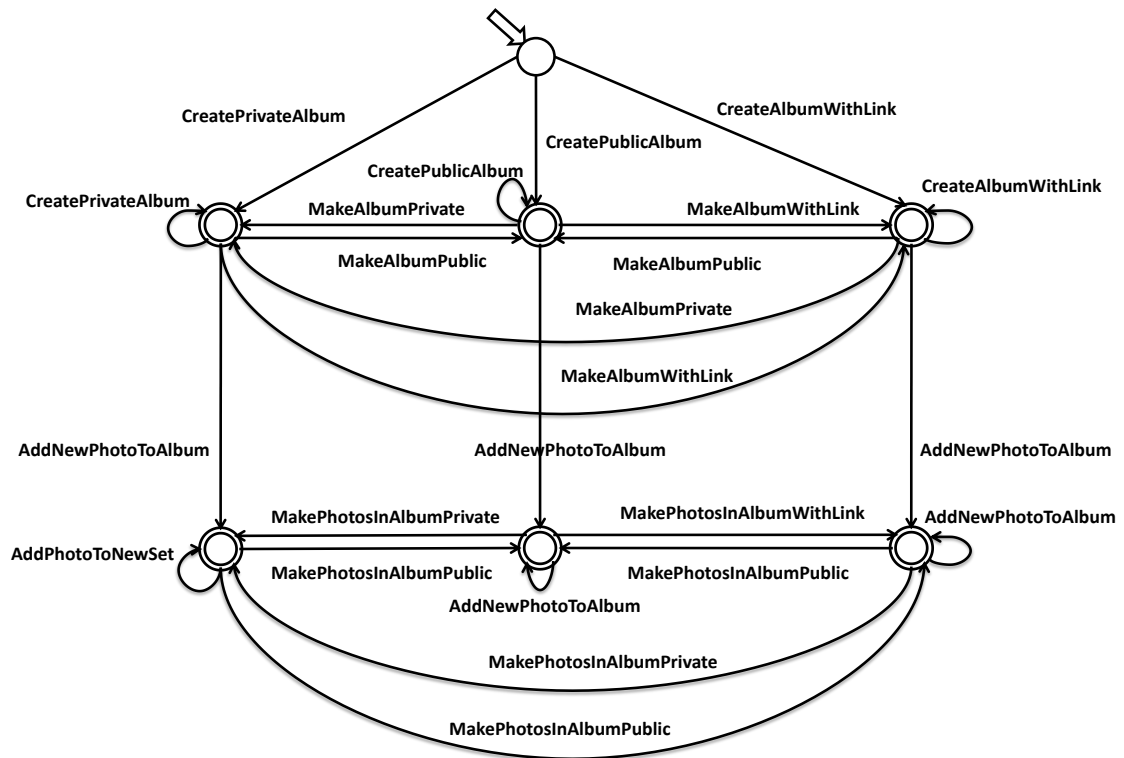 CreatePrivateAlbum
CreateAlbumWithLink
CreatePublicAlbum
CreatePublicAlbum
CreatePrivateAlbum
CreateAlbumWithLink
MakeAlbumPrivate
MakeAlbumWithLink
MakeAlbumPublic
MakeAlbumPublic
MakeAlbumPrivate
MakeAlbumWithLink
AddNewPhotoToAlbum
AddNewPhotoToAlbum
AddNewPhotoToAlbum
MakePhotosInAlbumPrivate
MakePhotosInAlbumWithLink
AddNewPhotoToAlbum
AddPhotoToNewSet
MakePhotosInAlbumPublic
MakePhotosInAlbumPublic
AddNewPhotoToAlbum
MakePhotosInAlbumPrivate
MakePhotosInAlbumPublic